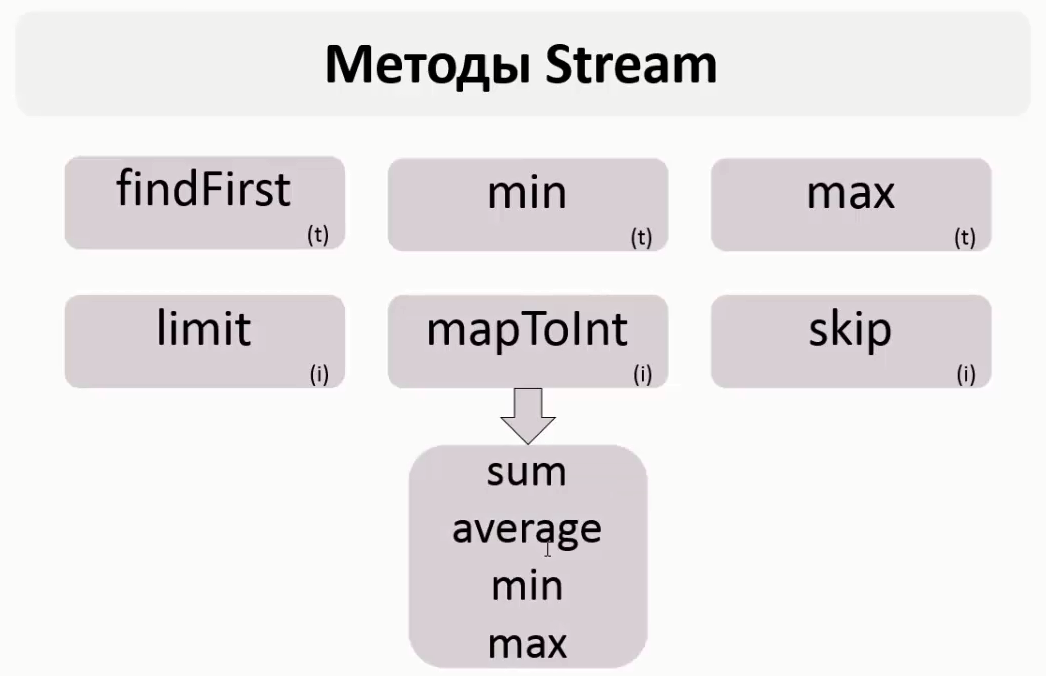 Методы Stream
findFirst
(t)
min
(t)
max
(t)
limit
(i)
mapToInt
(i)
skip
(i)
sum
average
min
max